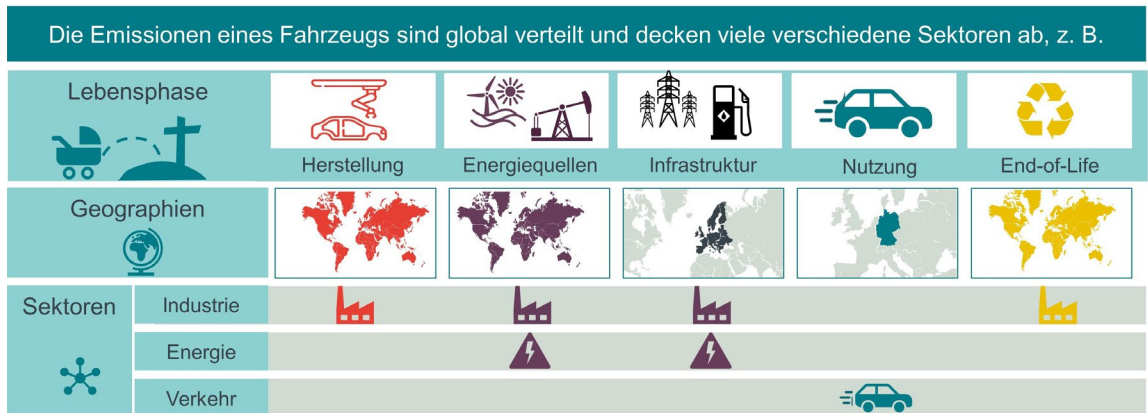 Die Emissionen eines Fahrzeugs sind global verteilt und decken viele verschiedene Sektoren ab, z. B.
Lebensphase
Herstellung
Energiequellen
Infrastruktur
Nutzung
End-of-Life
Geographien
Sektoren
Industrie
Energie
Verkehr